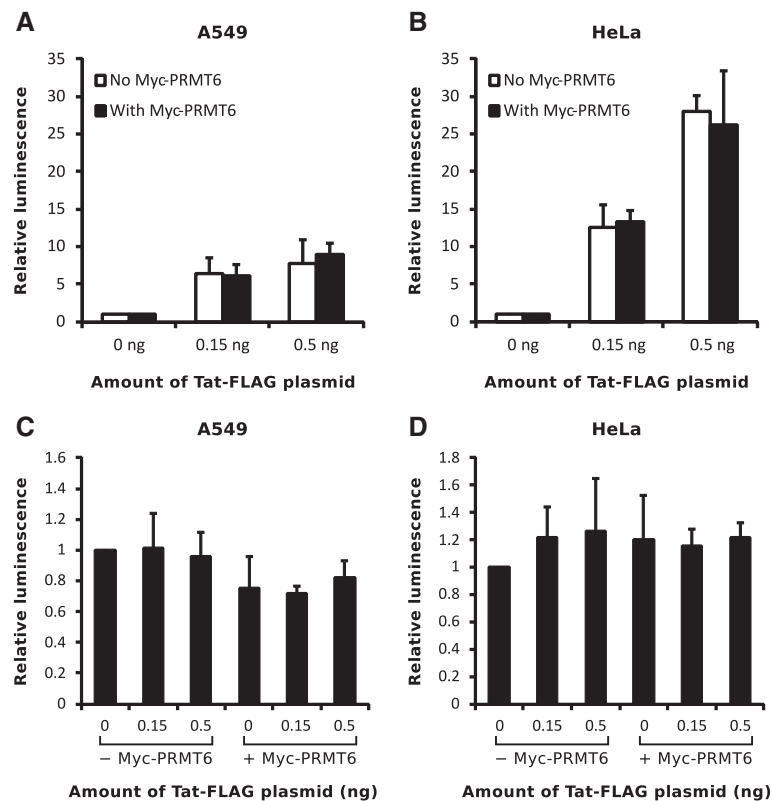 A
A549
Relative luminescence
35
30
25
20
15
10
5
0
No Myc-PRMT6
With Myc-PRMT6
0 ng
0.15 ng
0.5 ng
Amount of Tat-FLAG plasmid
B
HeLa
Relative luminescence
35
30
25
20
15
10
5
0
No Myc-PRMT6
With Myc-PRMT6
0 ng
0.15 ng
0.5 ng
Amount of Tat-FLAG plasmid
C
A549
Relative luminescence
1.6
1.4
1.2
1
0.8
0.6
0.4
0.2
0
0 0.15 0.5 0 0.15 0.5
− Myc-PRMT6 + Myc-PRMT6
Amount of Tat-FLAG plasmid (ng)
D
HeLa
Relative luminescence
1.8
1.6
1.4
1.2
1
0.8
0.6
0.4
0.2
0
0 0.15 0.5 0 0.15 0.5
− Myc-PRMT6 + Myc-PRMT6
Amount of Tat-FLAG plasmid (ng)